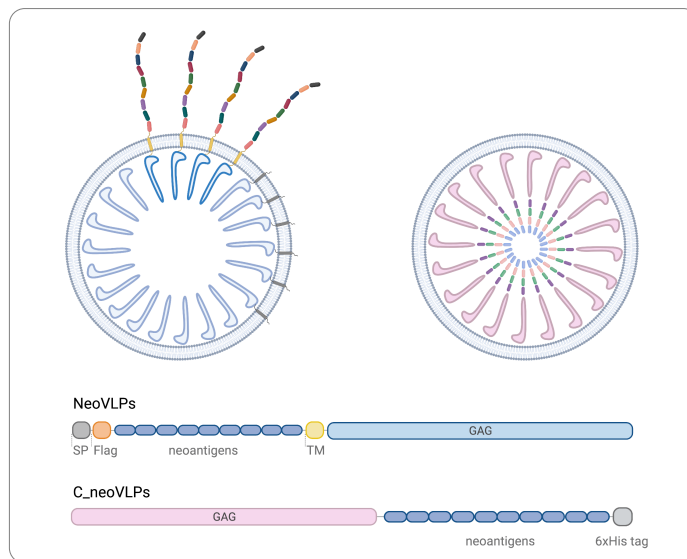 NeoVLPs
GAG
SP Flag neoantigens TM
C_neoVLPs
GAG
neoantigens 6xHis tag